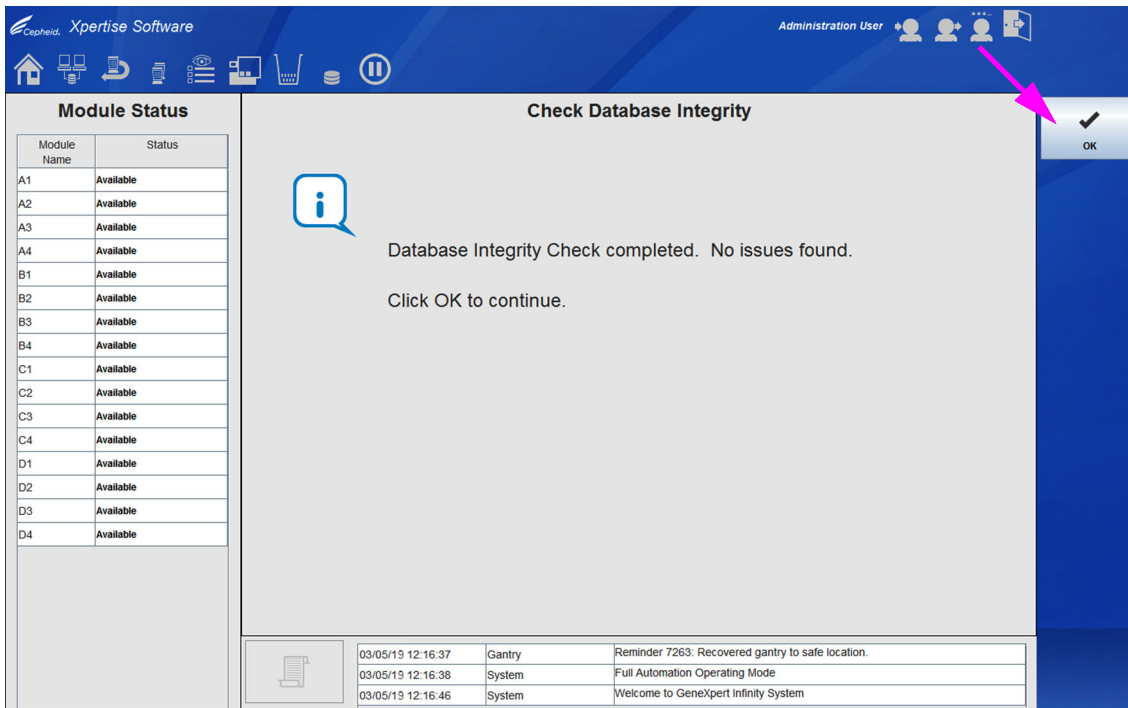 Cepheid. Xpertise Software
Administration User
Module Status
Module Name Status
A1 Available
A2 Available
A3 Available
A4 Available
B1 Available
B2 Available
B3 Available
B4 Available
C1 Available
C2 Available
C3 Available
C4 Available
D1 Available
D2 Available
D3 Available
D4 Available
Check Database Integrity
Database Integrity Check completed. No issues found.
Click OK to continue.
OK
03/05/19 12:16:37 Gantry Reminder 7263: Recovered gantry to safe location.
03/05/19 12:16:38 System Full Automation Operating Mode
03/05/19 12:16:46 System Welcome to GeneXpert Infinity System